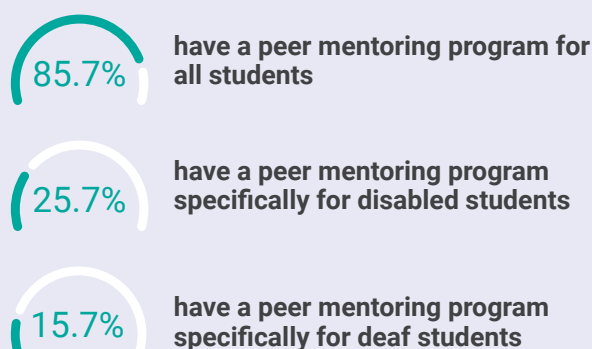 85.7%
have a peer mentoring program for
all students
25.7%
have a peer mentoring program
specifically for disabled students
15.7%
have a peer mentoring program
specifically for deaf students